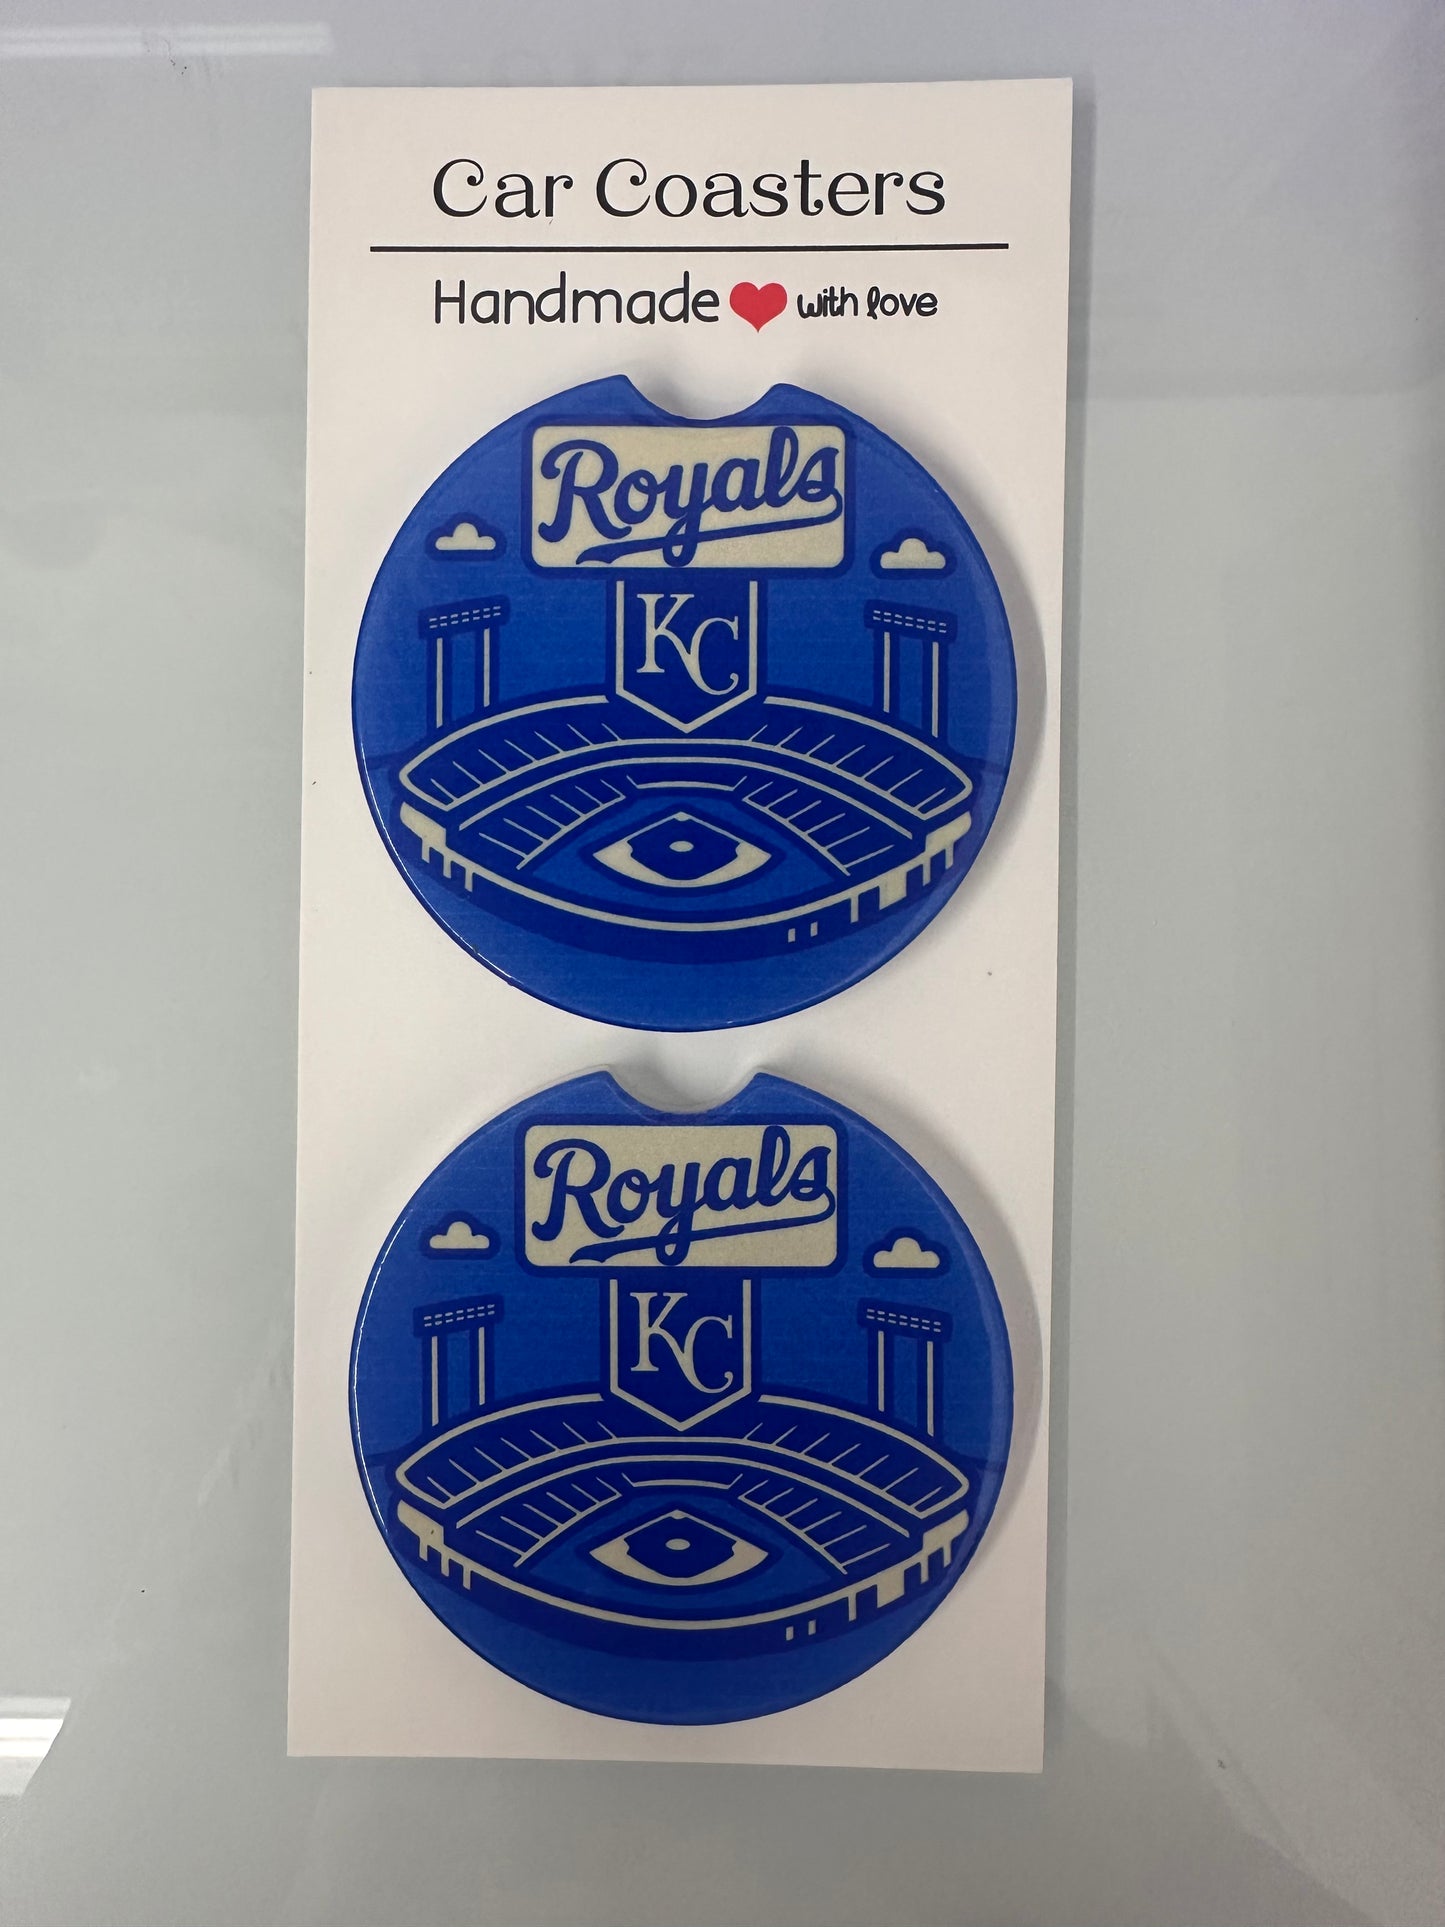 Car Coasters
Handmade with love
Royals
KC
Royals
KC